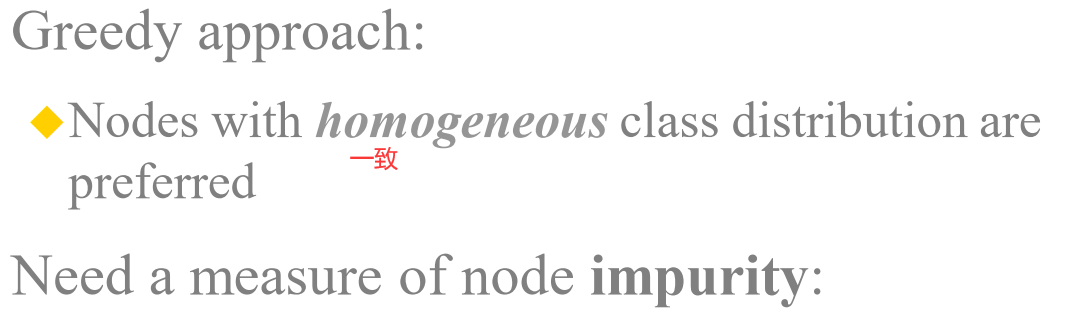 Greedy approach:
Nodes with homogeneous class distribution are
一致
preferred
Need a measure of node impurity: